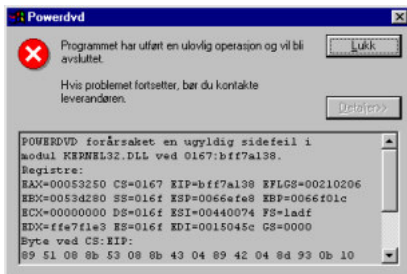 Powerdvd
Programmet har utført en ulovlig operasjon og vil bli
avsluttet.
Lukk
Hvis problemet fortsetter, bør du kontakte
leverandøren.
Detaljer>>
POWERDVD forårsaket en ugyldig sidefeil i
modul KERNEL32.DLL ved 0167:bff7a138.
Registre:
EAX=00053250 CS=0167 EIP=bff7a138 EFLGS=00210206
EBX=0053d280 SS=016f ESP=0066efe8 EBP=0066f01c
ECX=00000000 DS=016f ESI=00440074 FS=1adf
EDX=ffe7f1e3 ES=016f EDI=0015045c GS=0000
Byte ved CS:EIP:
89 51 08 8b 53 08 8b 43 04 89 42 04 8d 93 0b 10